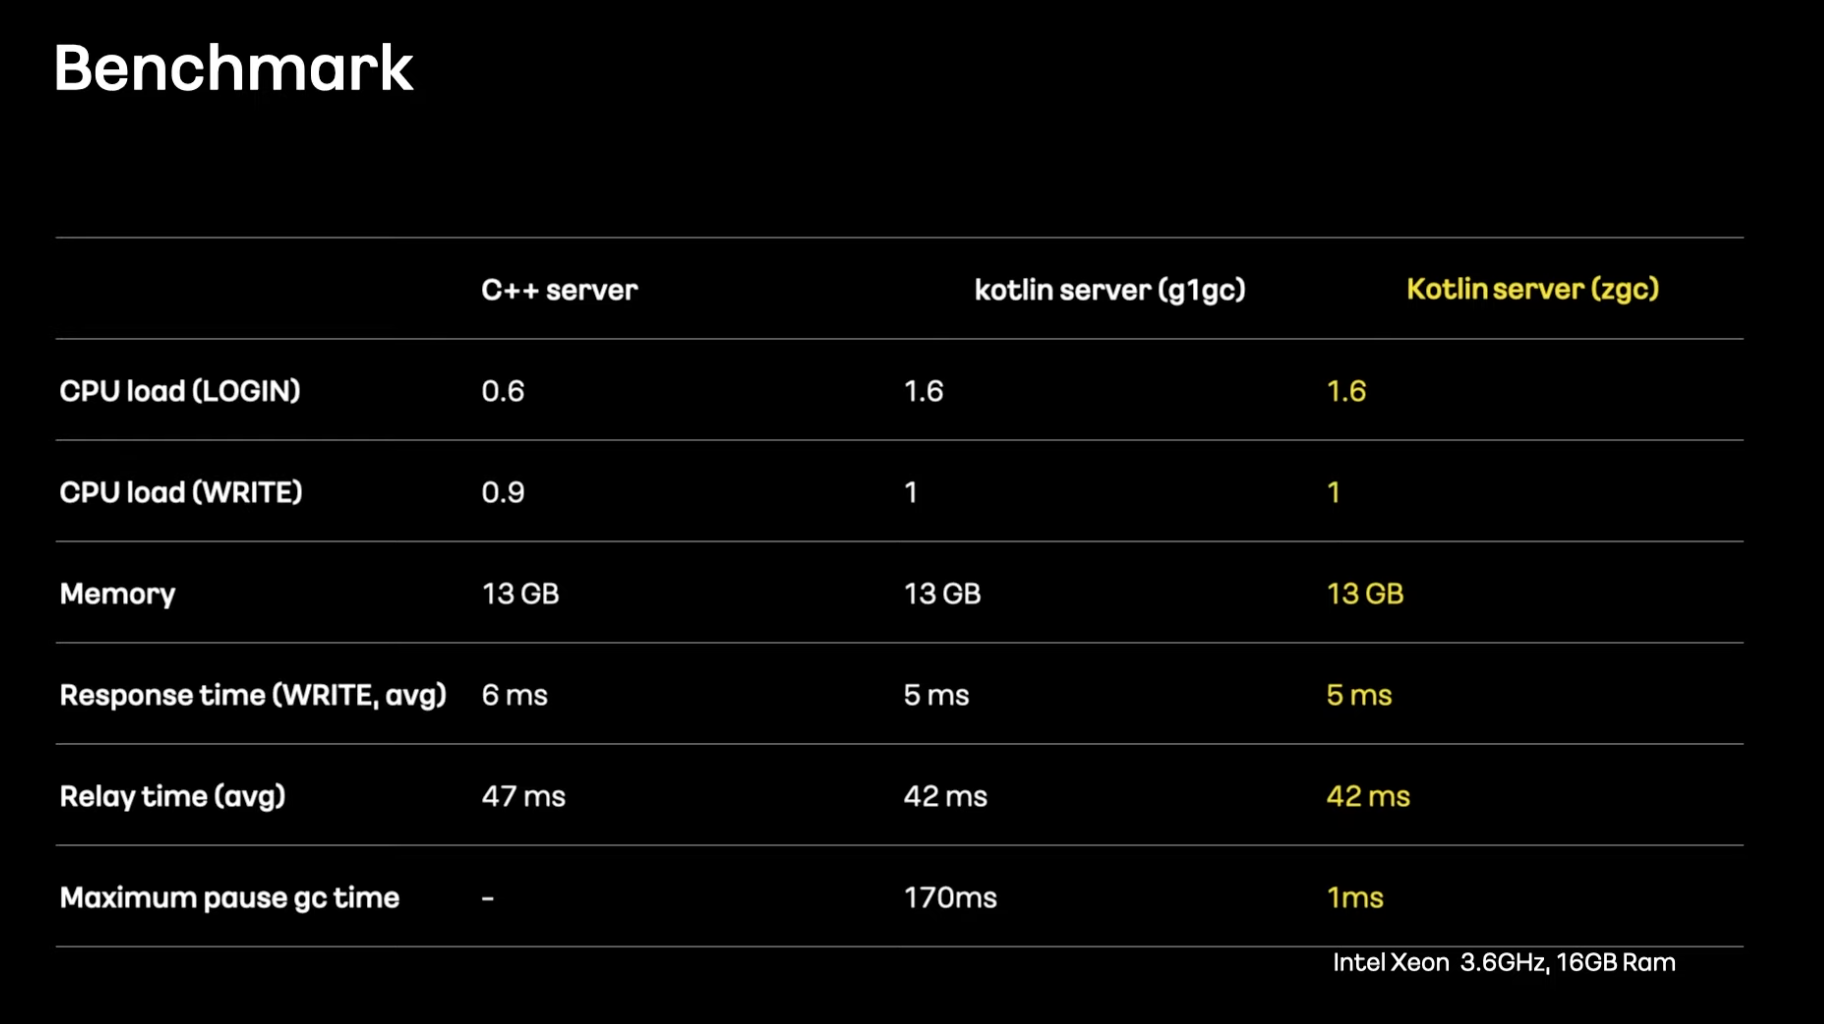 Benchmark
C++ server kotlin server (g1gc) Kotlin server (zgc)
CPU load (LOGIN) 0.6 1.6 1.6
CPU load (WRITE) 0.9 1 1
Memory 13 GB 13 GB 13 GB
Response time (WRITE, avg) 6 ms 5 ms 5 ms
Relay time (avg) 47 ms 42 ms 42 ms
Maximum pause gc time - 170ms 1ms
Intel Xeon 3.6GHz, 16GB Ram